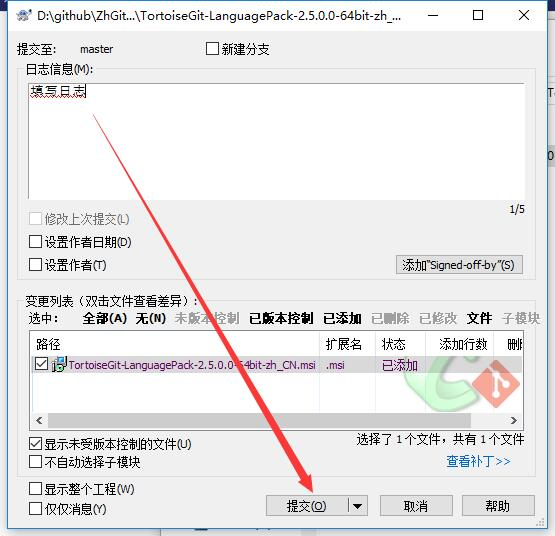 D:\github\ZhGit...\TortoiseGit-LanguagePack-2.5.0.0-64bit-zh_...
提交至: master 新建分支
日志信息(M):
填写日志
1/5
修改上次提交(L)
设置作者日期(D)
设置作者(T) 添加"Signed-off-by"(S)
变更列表（双击文件查看差异）:
选中: 全部(A) 无(N) 未版本控制 已版本控制 已添加 已删除 已修改 文件 子模块
路径 扩展名 状态 添加行数
TortoiseGit-LanguagePack-2.5.0.0-64bit-zh_CN.msi .msi 已添加
显示未受版本控制的文件(U) 选择了 1 个文件，共有 1 个文件
不自动选择子模块 查看补丁>>
显示整个工程(W)
仅仅消息(Y) 提交(O) 取消 帮助